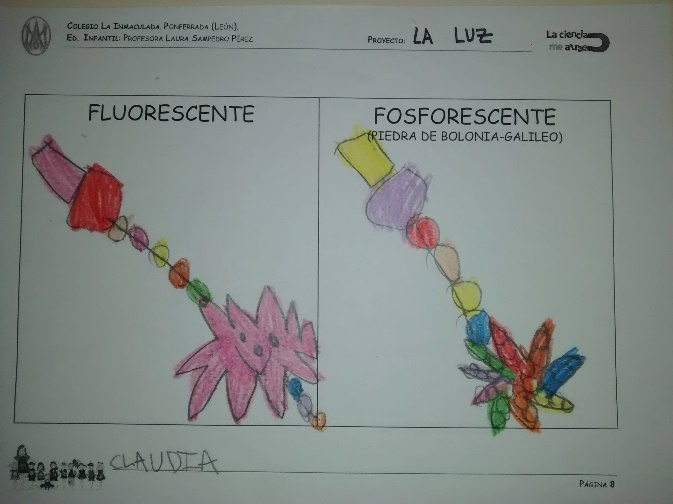 COLEGIO LA INMACULADA. PONFERRADA (LEÓN).
ED. INFANTIL: PROFESORA LAURA SAMPEDRO PÉREZ
PROYECTO: LA LUZ
La ciencia
me atrae
FLUORESCENTE
FOSFORESCENTE
(PIEDRA DE BOLONIA-GALILEO)
CLAUDIA
PÁGINA 8